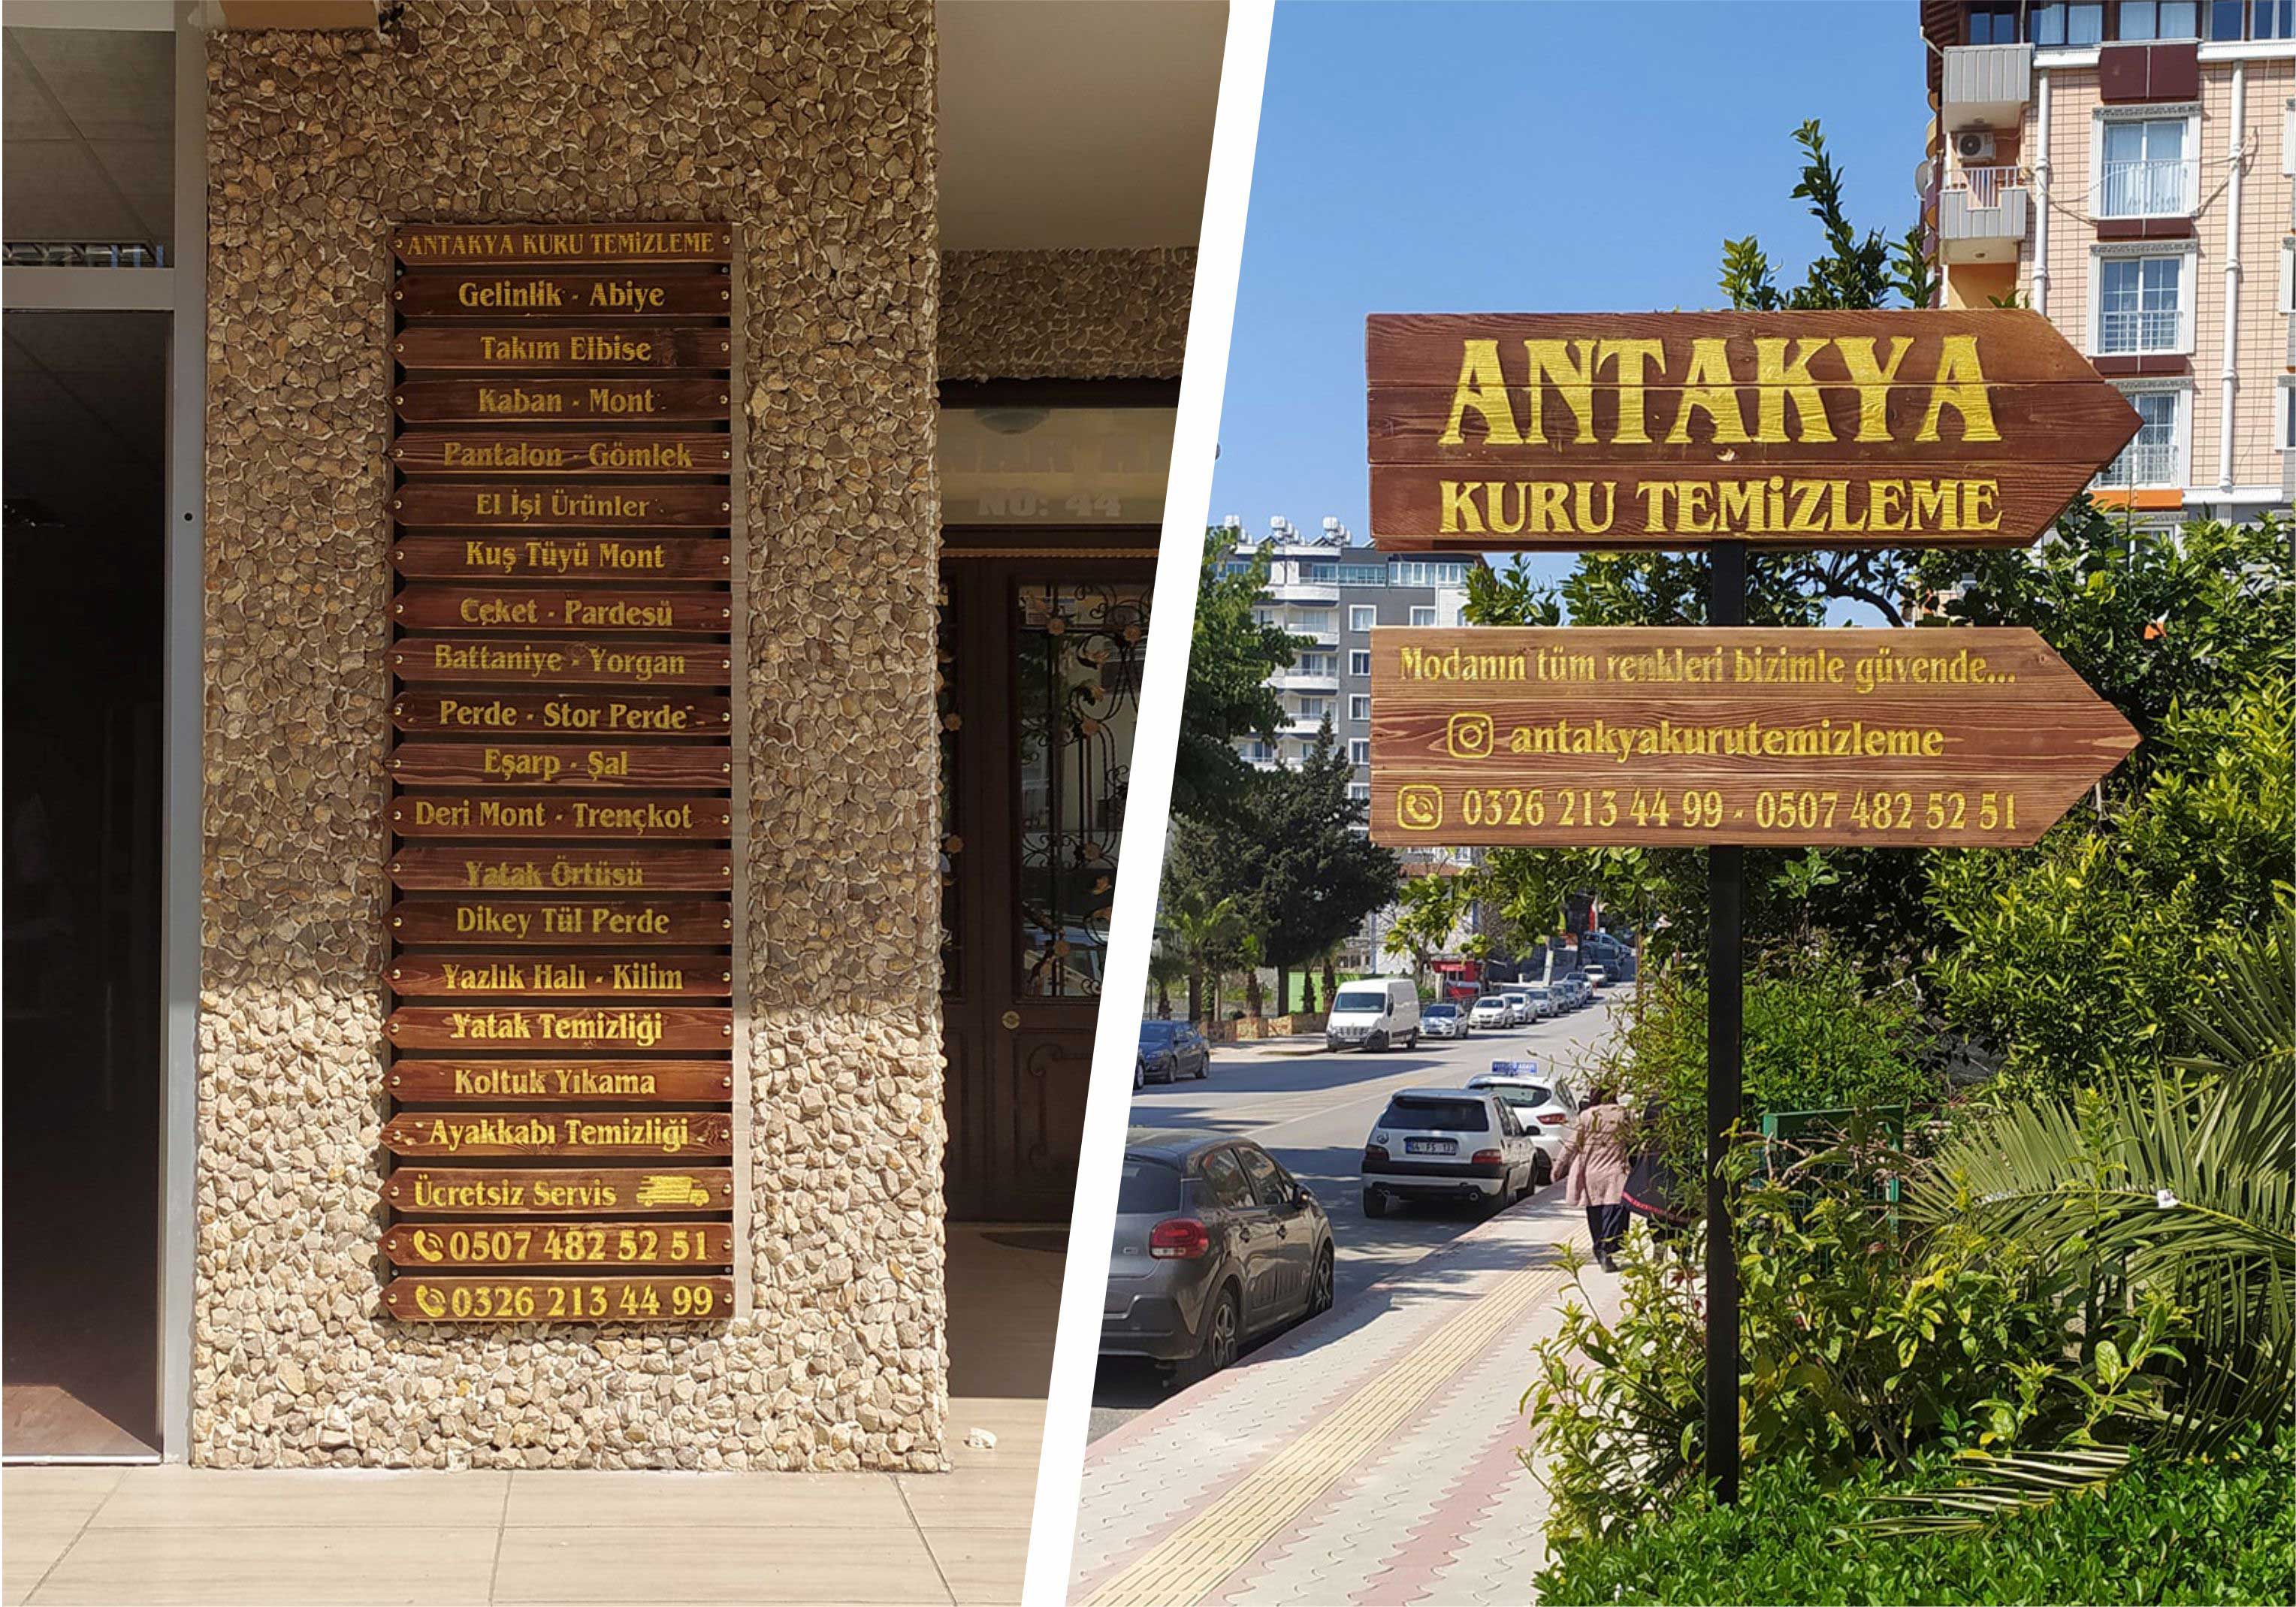 ANTAKYA KURU TEMİZLEME
Gelinlik - Abiye
Takım Elbise
Kaban - Mont
Pantalon - Gömlek
El İşi Ürünler
Kuş Tüyü Mont
Ceket - Pardesü
Battaniye - Yorgan
Perde - Stor Perde
Eşarp - Şal
Deri Mont - Trençkot
Yatak Örtüsü
Dikey Tül Perde
Yazlık Halı - Kilim
Yatak Temizliği
Koltuk Yıkama
Ayakkabı Temizliği
Ücretsiz Servis
0507 482 52 51
0326 213 44 99
NO: 44
ANTAKYA
KURU TEMİZLEME
Modanın tüm renkleri bizimle güvende...
antakyakurutemizleme
0326 213 44 99 - 0507 482 52 51